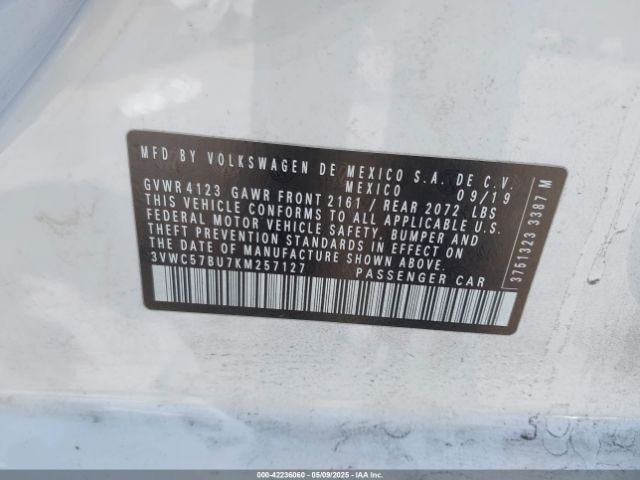 MFD BY VOLKSWAGEN DE MEXICO S.A. DE C.V.
MEXICO 09/19
GVWR 4123 GAWR FRONT 2161 / REAR 2072 LBS
THIS VEHICLE CONFORMS TO ALL APPLICABLE U.S.
FEDERAL MOTOR VEHICLE SAFETY, BUMPER AND
THEFT PREVENTION STANDARDS IN EFFECT ON
THE DATE OF MANUFACTURE SHOWN ABOVE.
3VWC57BU7KM257127 PASSENGER CAR
3751323 3387 M
000-42236060 05/09/2025 IAAI.COM